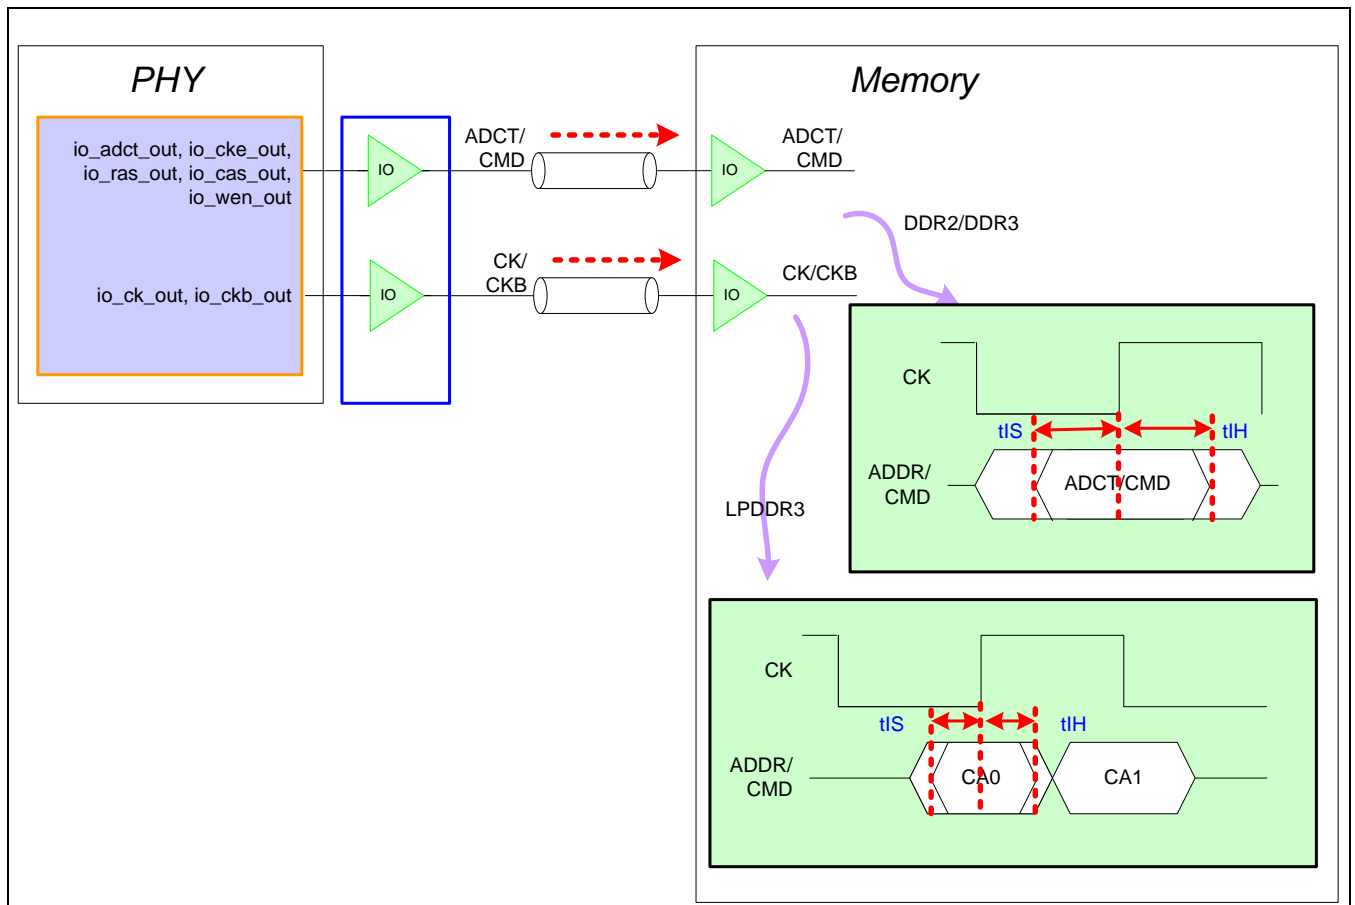 PHY
Memory
io_adct_out, io_cke_out,
io_ras_out, io_cas_out,
io_wen_out
io_ck_out, io_ckb_out
IO
IO
ADCT/
CMD
CK/
CKB
IO
IO
ADCT/
CMD
CK/CKB
DDR2/DDR3
LPDDR3
CK
tIS
tIH
ADDR/
CMD
ADCT/CMD
CK
tIS
tIH
ADDR/
CMD
CA0
CA1